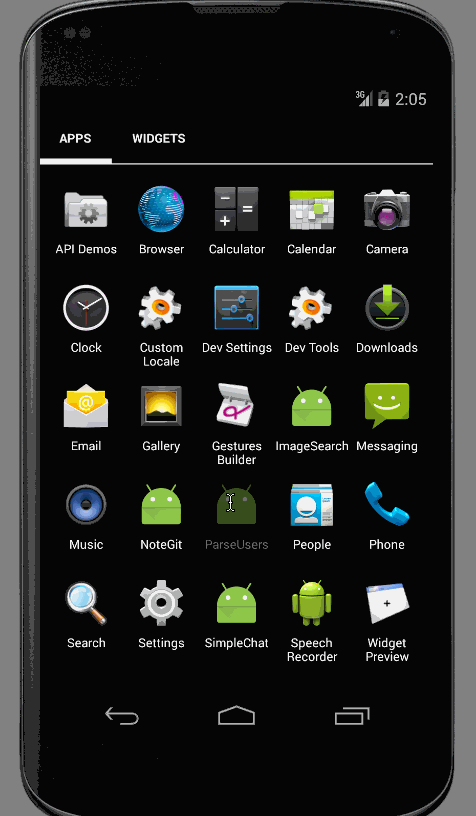 3G 2:05
APPS WIDGETS
API Demos Browser Calculator Calendar Camera
Clock Custom Locale Dev Settings Dev Tools Downloads
Email Gallery Gestures Builder ImageSearch Messaging
Music NoteGit ParseUsers People Phone
Search Settings SimpleChat Speech Recorder Widget Preview